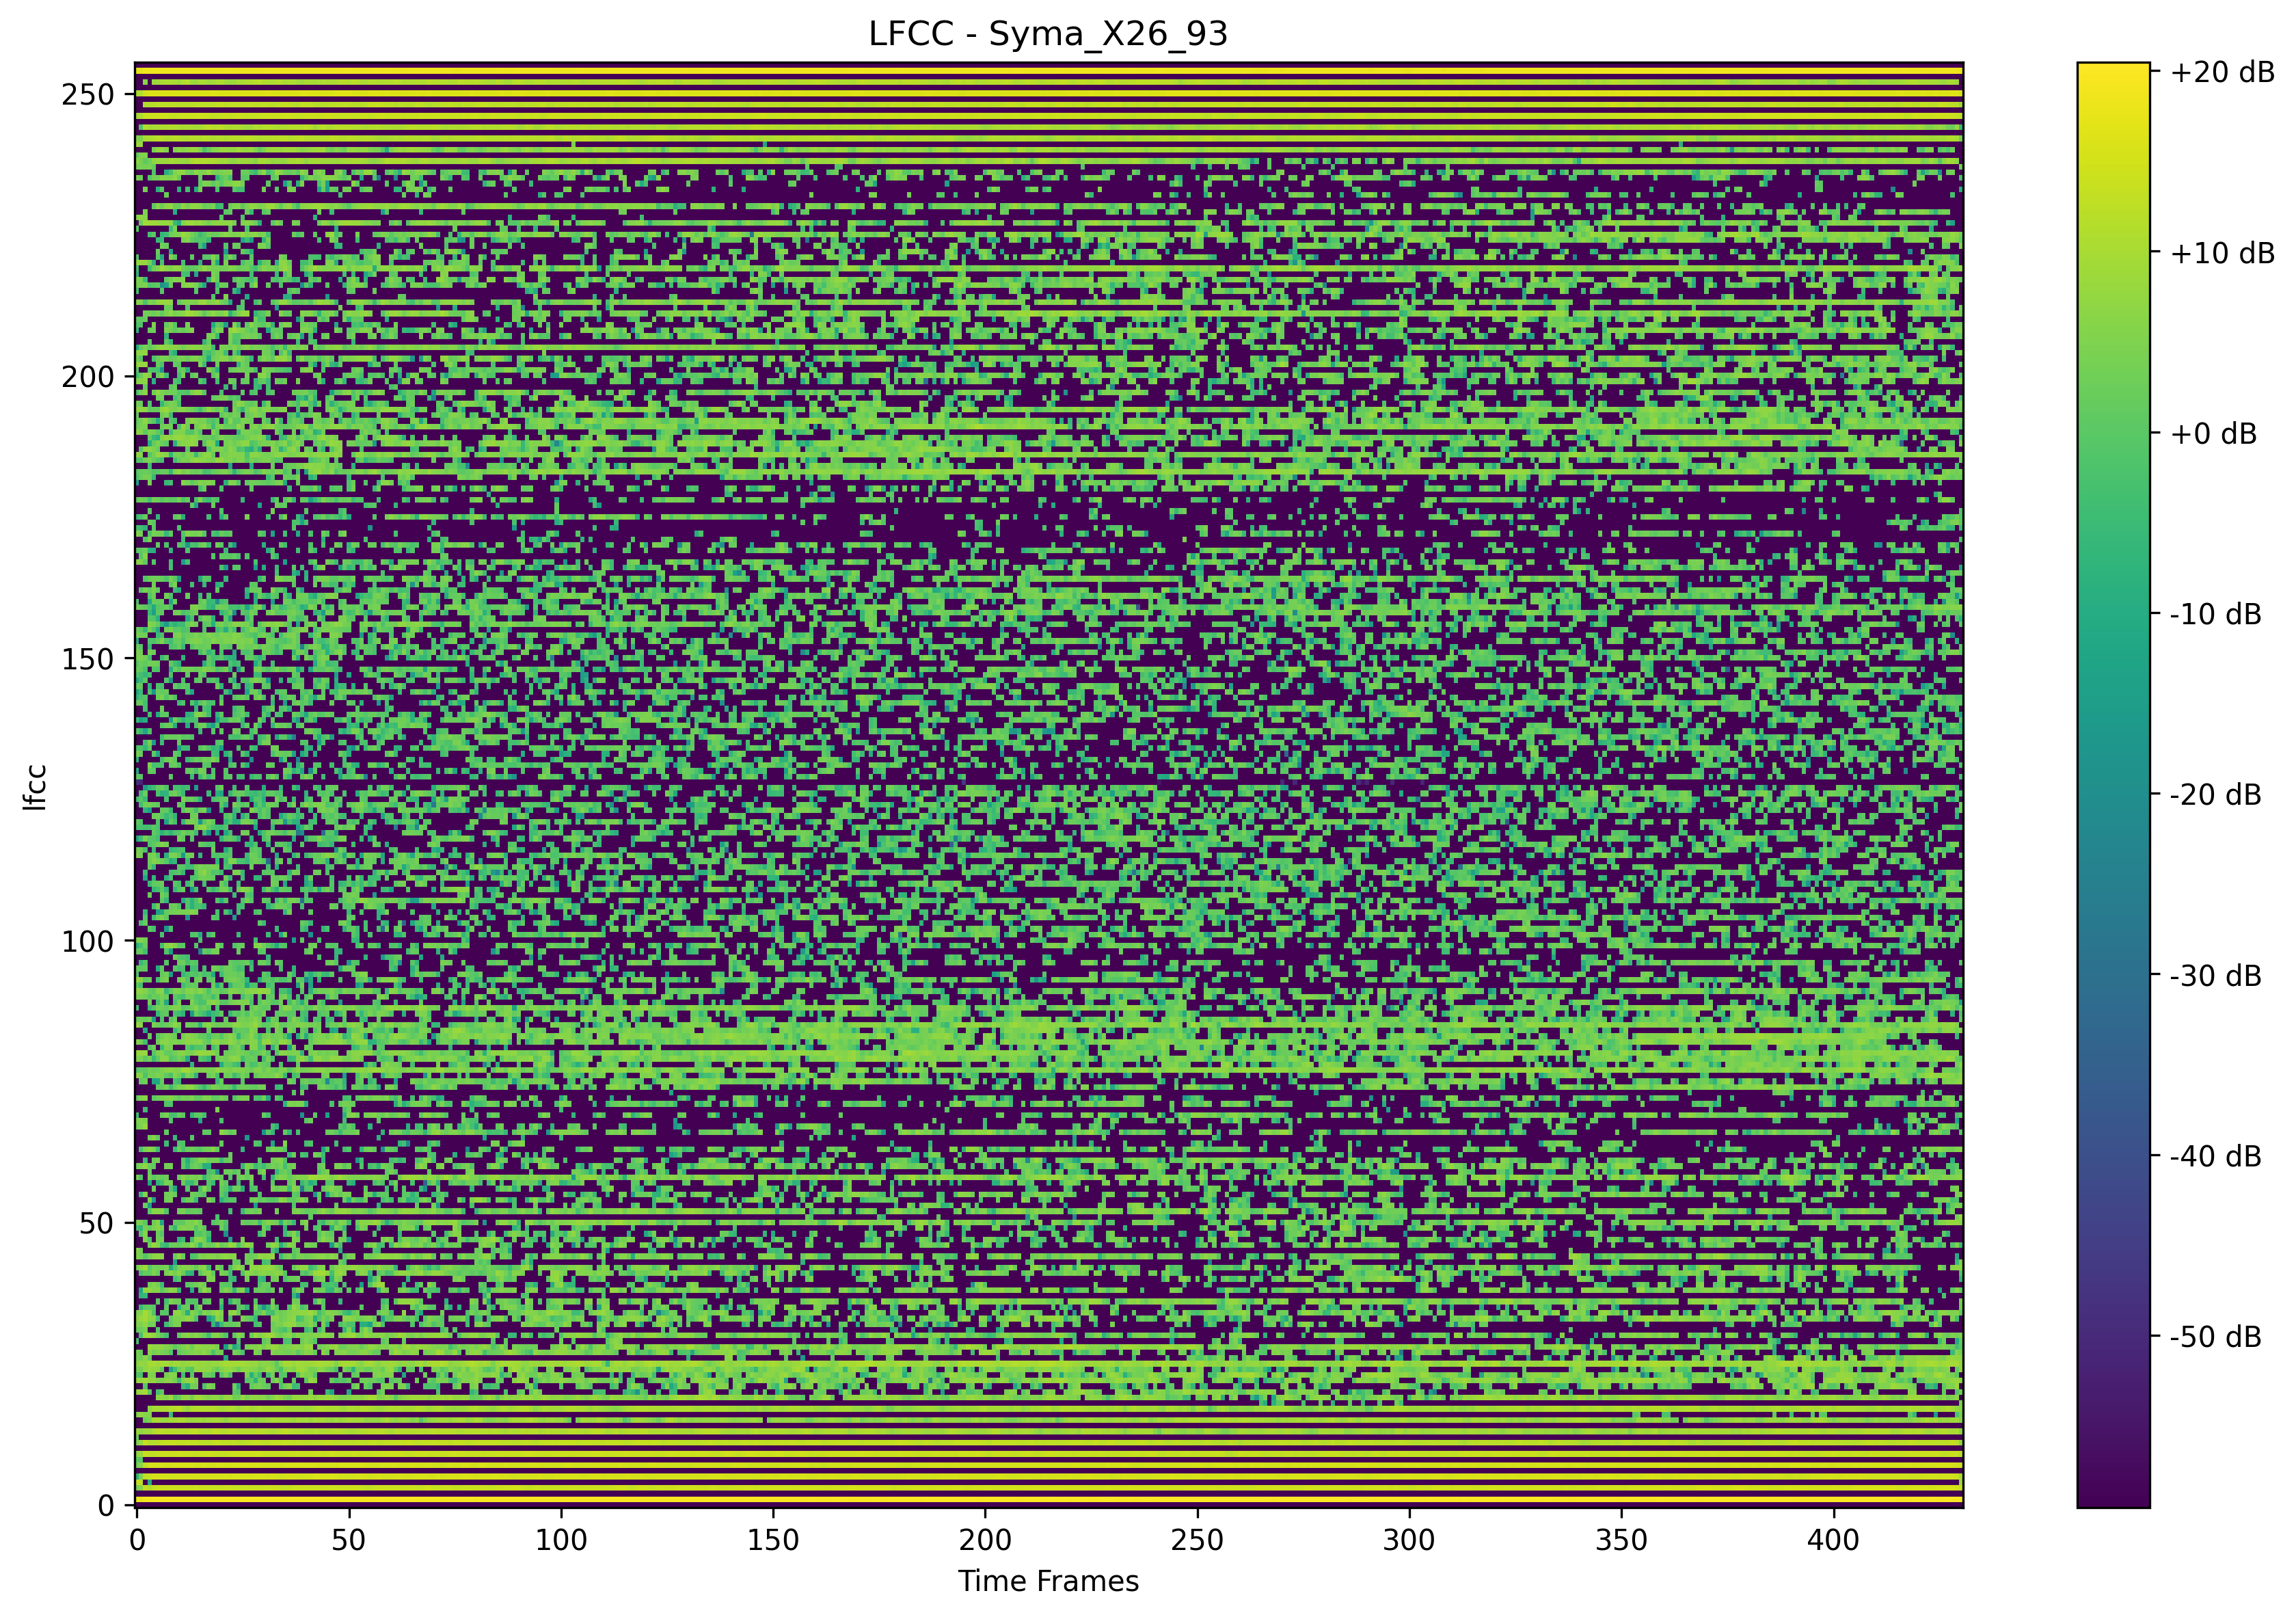 LFCC - Syma_X26_93
lfcc
250
200
150
100
50
0
0 50 100 150 200 250 300 350 400
Time Frames
+20 dB
+10 dB
+0 dB
-10 dB
-20 dB
-30 dB
-40 dB
-50 dB